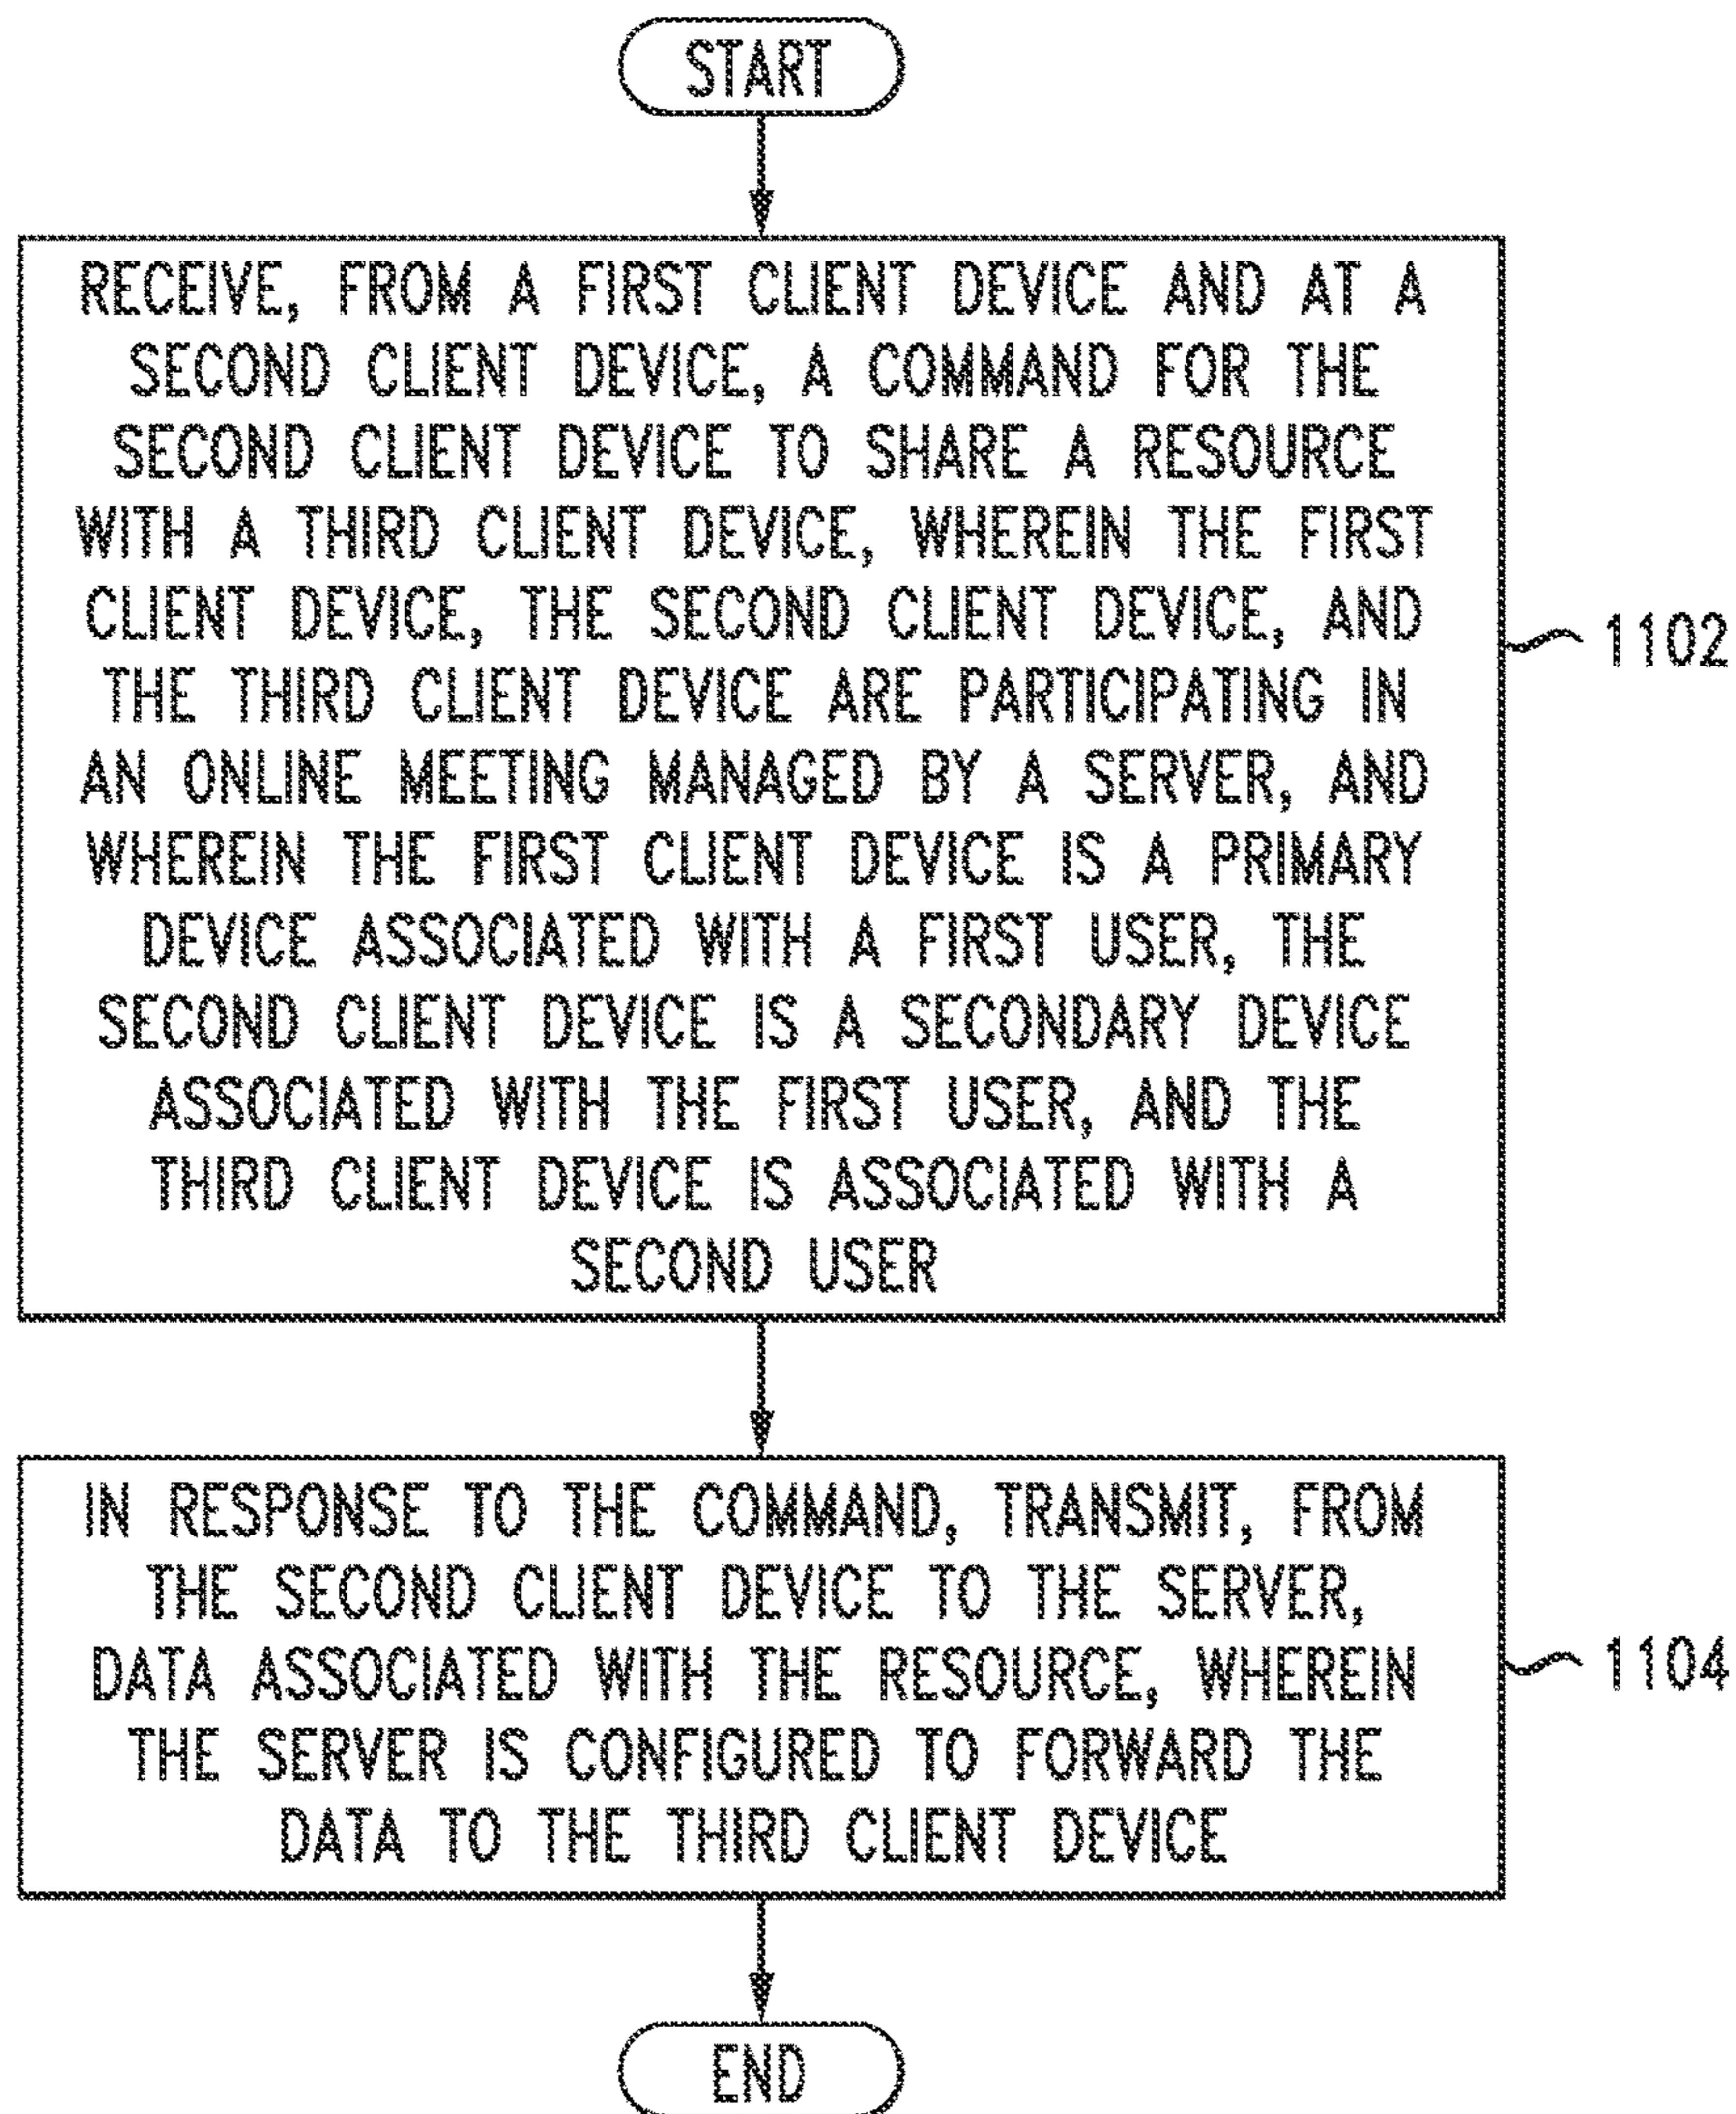 START
RECEIVE, FROM A FIRST CLIENT DEVICE AND AT A
SECOND CLIENT DEVICE, A COMMAND FOR THE
SECOND CLIENT DEVICE TO SHARE A RESOURCE
WITH A THIRD CLIENT DEVICE, WHEREIN THE FIRST
CLIENT DEVICE, THE SECOND CLIENT DEVICE, AND
THE THIRD CLIENT DEVICE ARE PARTICIPATING IN
AN ONLINE MEETING MANAGED BY A SERVER, AND
WHEREIN THE FIRST CLIENT DEVICE IS A PRIMARY
DEVICE ASSOCIATED WITH A FIRST USER, THE
SECOND CLIENT DEVICE IS A SECONDARY DEVICE
ASSOCIATED WITH THE FIRST USER, AND THE
THIRD CLIENT DEVICE IS ASSOCIATED WITH A
SECOND USER
1102
IN RESPONSE TO THE COMMAND, TRANSMIT, FROM
THE SECOND CLIENT DEVICE TO THE SERVER,
DATA ASSOCIATED WITH THE RESOURCE, WHEREIN
THE SERVER IS CONFIGURED TO FORWARD THE
DATA TO THE THIRD CLIENT DEVICE
1104
END